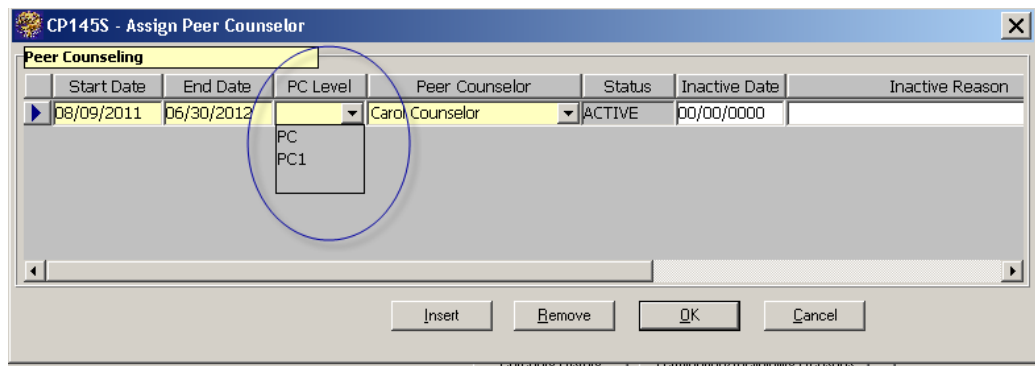 CP145S - Assign Peer Counselor
Peer Counseling
Start Date End Date PC Level Peer Counselor Status Inactive Date Inactive Reason
08/09/2011 06/30/2012 Carol Counselor ACTIVE 00/00/0000
PC
PC1
Insert Remove OK Cancel